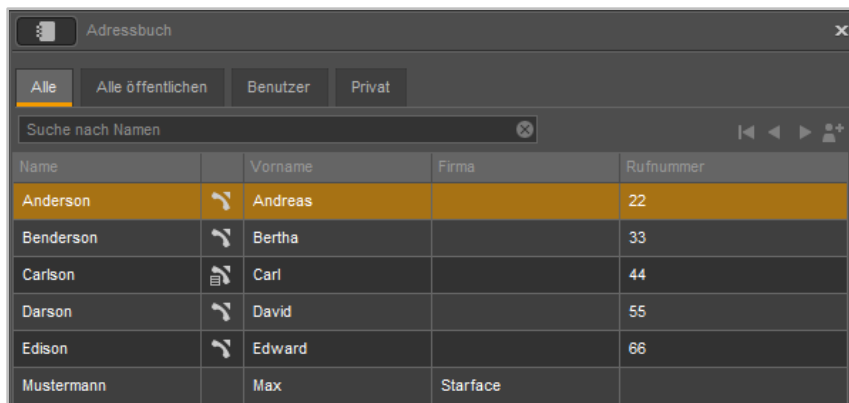 Adressbuch
Alle Alle öffentlichen Benutzer Privat
Suche nach Namen
Name Vorname Firma Rufnummer
Anderson Andreas 22
Benderson Bertha 33
Carlson Carl 44
Darson David 55
Edison Edward 66
Mustermann Max Starface